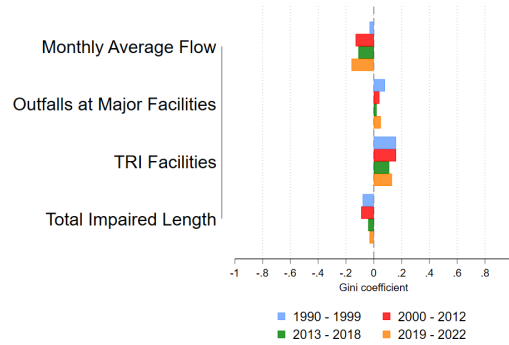 Monthly Average Flow
Outfalls at Major Facilities
TRI Facilities
Total Impaired Length
-1 -.8 -.6 -.4 -.2 0 .2 .4 .6 .8
Gini coefficient
1990 - 1999 2000 - 2012
2013 - 2018 2019 - 2022